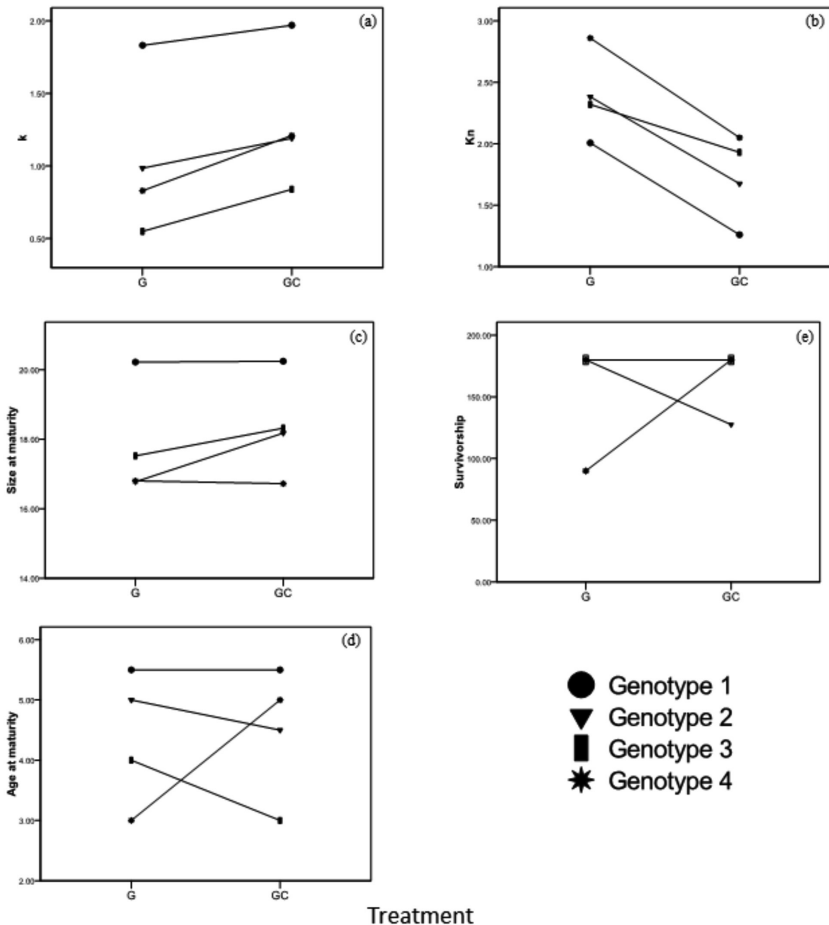 (a)
2.00
1.50
1.00
0.50
k
G
GC
(b)
3.00
2.50
2.00
1.50
1.00
Kn
G
GC
(c)
20.00
18.00
16.00
14.00
Size at maturity
G
GC
(e)
200.00
150.00
100.00
50.00
0.00
Survivorship
G
GC
(d)
6.00
5.00
4.00
3.00
2.00
Age at maturity
G
GC
Genotype 1
Genotype 2
Genotype 3
Genotype 4
Treatment